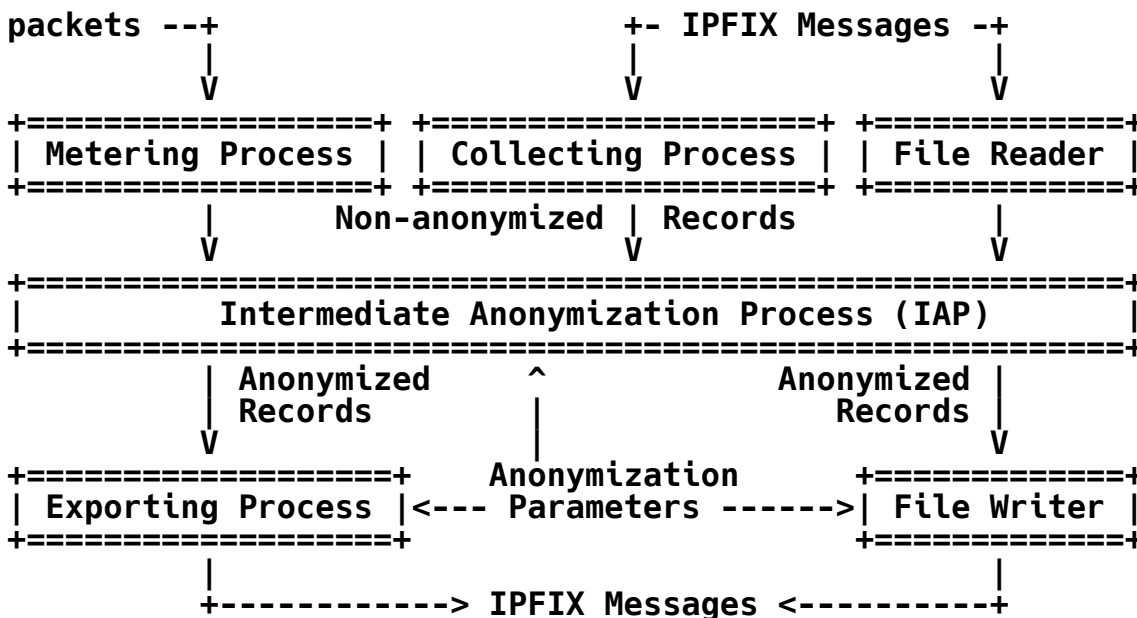 packets --+                         +- IPFIX Messages -+
            |                         |                      |
            V                         V                      V
+==================+ +====================+ +=============+
| Metering Process | | Collecting Process | | File Reader |
+==================+ +====================+ +=============+
            |       Non-anonymized | Records            |
            V                         V                      V
+=========================================================+
|          Intermediate Anonymization Process (IAP)          |
+=========================================================+
            | Anonymized     ^            Anonymized |
            | Records        |               Records |
            V                |                       V
+===================+    Anonymization      +=============+
| Exporting Process |<--- Parameters ------>| File Writer |
+===================+                       +=============+
            |                                        |
            +------------> IPFIX Messages <----------+